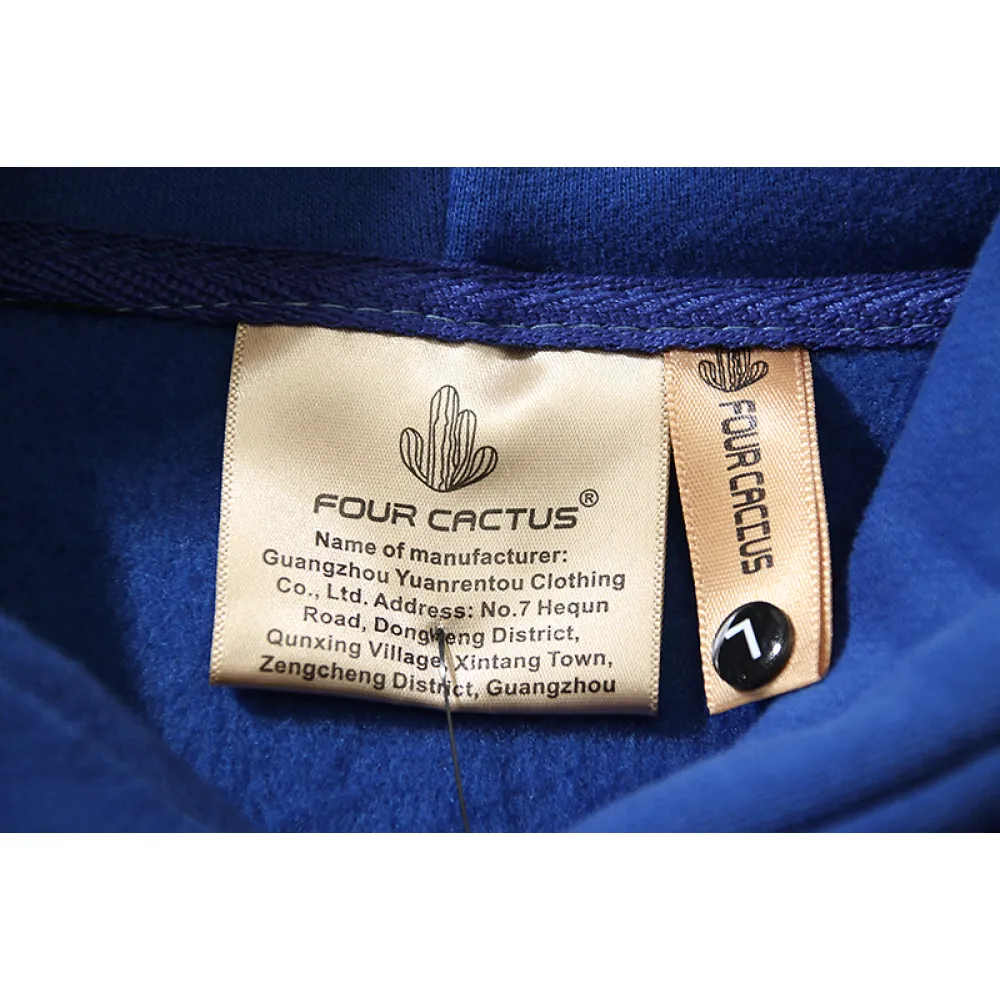 FOUR CACTUS®
Name of manufacturer:
Guangzhou Yuanrentou Clothing
Co., Ltd. Address: No.7 Hequn
Road, District,
Qunxing Village, Xintang Town,
Zengcheng District, Guangzhou
FOUR CACTUS
L